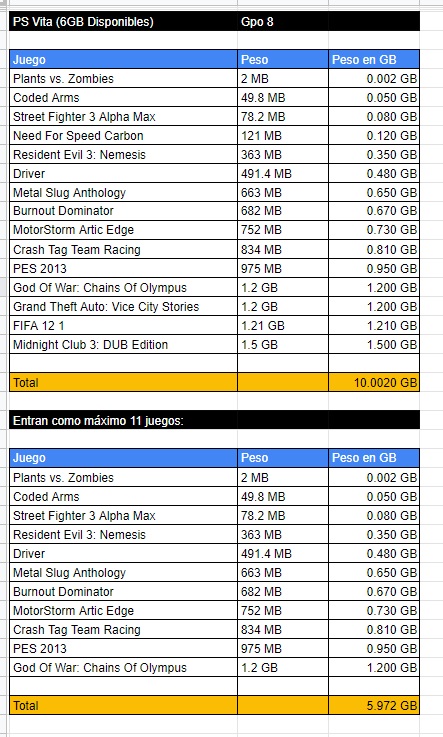 PS Vita (6GB Disponibles) Gpo 8
Juego Peso Peso en GB
Plants vs. Zombies 2 MB 0.002 GB
Coded Arms 49.8 MB 0.050 GB
Street Fighter 3 Alpha Max 78.2 MB 0.080 GB
Need For Speed Carbon 121 MB 0.120 GB
Resident Evil 3: Nemesis 363 MB 0.350 GB
Driver 491.4 MB 0.480 GB
Metal Slug Anthology 663 MB 0.650 GB
Burnout Dominator 682 MB 0.670 GB
MotorStorm Artic Edge 752 MB 0.730 GB
Crash Tag Team Racing 834 MB 0.810 GB
PES 2013 975 MB 0.950 GB
God Of War: Chains Of Olympus 1.2 GB 1.200 GB
Grand Theft Auto: Vice City Stories 1.2 GB 1.200 GB
FIFA 12 1 1.21 GB 1.210 GB
Midnight Club 3: DUB Edition 1.5 GB 1.500 GB
Total 10.0020 GB
Entran como máximo 11 juegos:
Juego Peso Peso en GB
Plants vs. Zombies 2 MB 0.002 GB
Coded Arms 49.8 MB 0.050 GB
Street Fighter 3 Alpha Max 78.2 MB 0.080 GB
Resident Evil 3: Nemesis 363 MB 0.350 GB
Driver 491.4 MB 0.480 GB
Metal Slug Anthology 663 MB 0.650 GB
Burnout Dominator 682 MB 0.670 GB
MotorStorm Artic Edge 752 MB 0.730 GB
Crash Tag Team Racing 834 MB 0.810 GB
PES 2013 975 MB 0.950 GB
God Of War: Chains Of Olympus 1.2 GB 1.200 GB
Total 5.972 GB